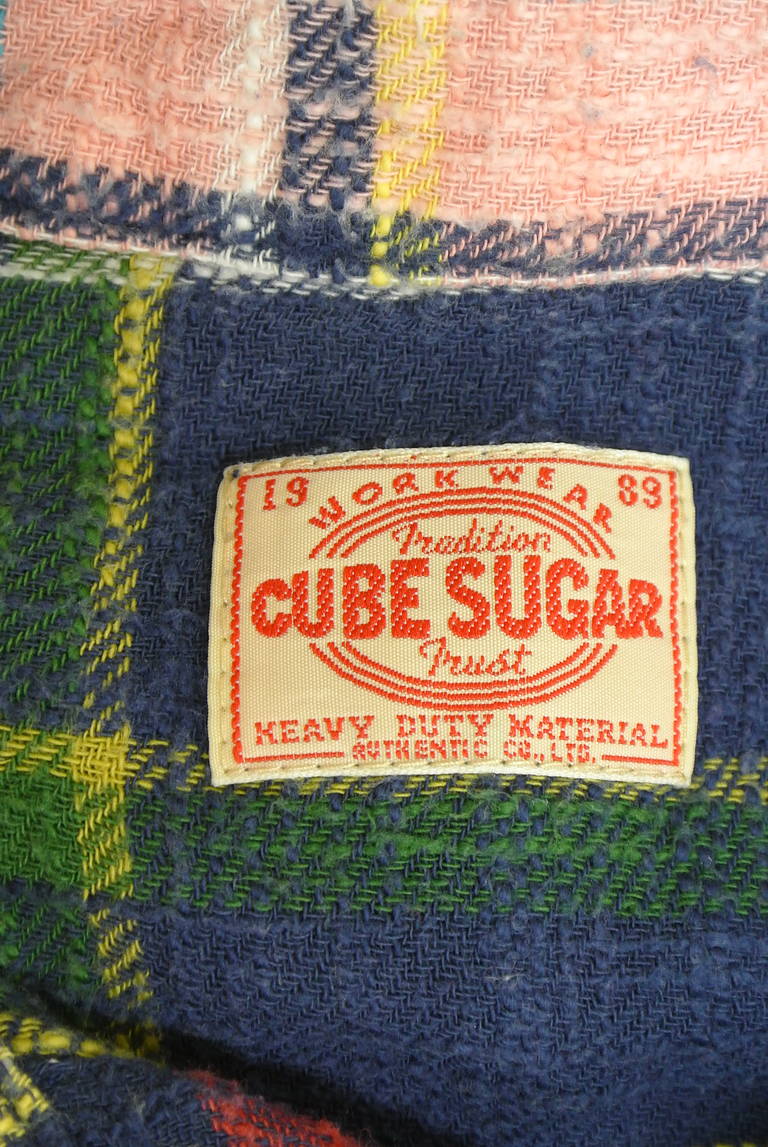 19 WORK WEAR 89
Tradition
CUBE SUGAR
Trust
HEAVY DUTY MATERIAL
AUTHENTIC CO., LTD.